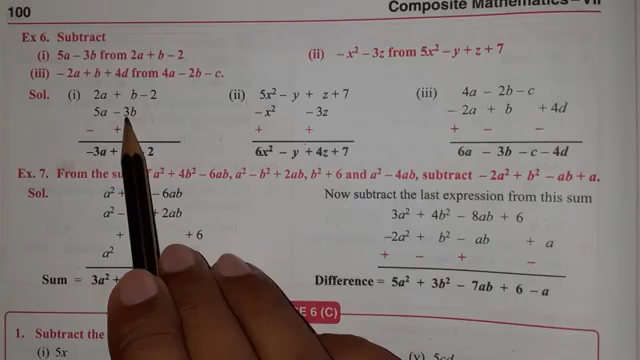 100
Composite Mathematics–VII
Ex 6. Subtract
(i) 5a – 3b from 2a + b – 2
(ii) – x² – 3z from 5x² – y + z + 7
(iii) – 2a + b + 4d from 4a – 2b – c.
Sol. (i) 2a + b – 2
5a – 3b
– +
–3a + 2
(ii) 5x² – y + z + 7
–x² – 3z
+ +
6x² – y + 4z + 7
(iii) 4a – 2b – c
– 2a + b + 4d
+ – –
6a – 3b – c – 4d
Ex. 7. From the a² + 4b² – 6ab, a² – b² + 2ab, b² + 6 and a² – 4ab, subtract – 2a² + b² – ab + a.
Sol. a² + – 6ab
a² – + 2ab
+ + 6
a²
Sum = 3a² +
Now subtract the last expression from this sum
3a² + 4b² – 8ab + 6
–2a² + b² – ab + a
+ – + –
Difference = 5a² + 3b² – 7ab + 6 – a
6 (C)
1. Subtract the
(i) 5x
(v) 5cd